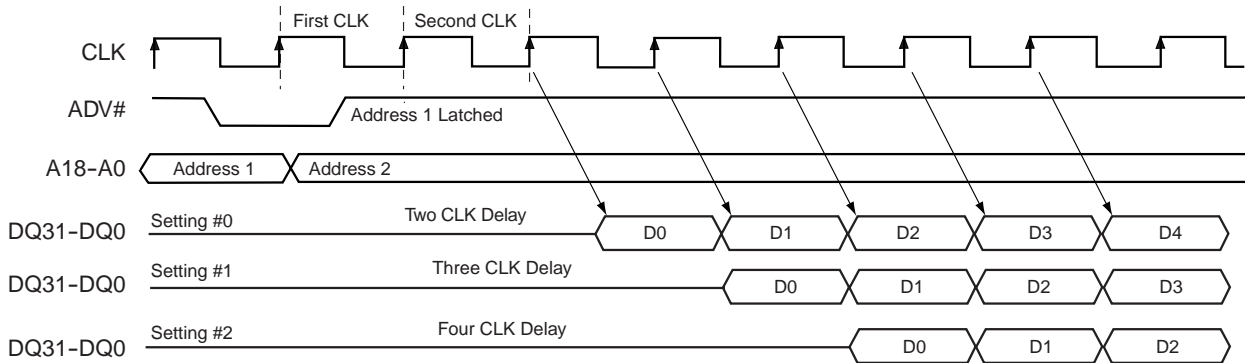 First CLK Second CLK
CLK
ADV# Address 1 Latched
A18-A0 Address 1 Address 2
DQ31-DQ0 Setting #0 Two CLK Delay D0 D1 D2 D3 D4
DQ31-DQ0 Setting #1 Three CLK Delay D0 D1 D2 D3
DQ31-DQ0 Setting #2 Four CLK Delay D0 D1 D2